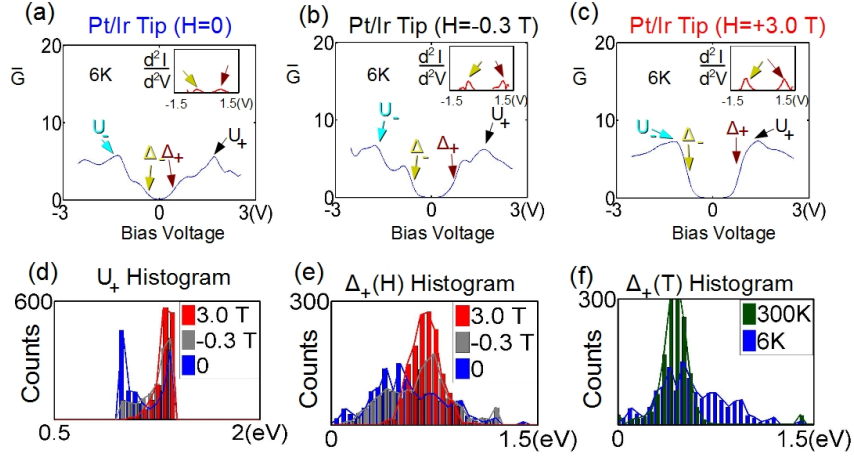 (a) Pt/Ir Tip (H=0)
20
10
0
G̅
6K
d²I
d²V
-1.5 1.5(V)
U₋
Δ₋
Δ₊
U₊
-3 0 3(V)
Bias Voltage
(b) Pt/Ir Tip (H=-0.3 T)
20
10
0
G̅
6K
d²I
d²V
-1.5 1.5(V)
U₋
Δ₋
Δ₊
U₊
-3 0 3(V)
Bias Voltage
(c) Pt/Ir Tip (H=+3.0 T)
20
10
0
G̅
6K
d²I
d²V
-1.5 1.5(V)
U₋
Δ₋
Δ₊
U₊
-3 0 3(V)
Bias Voltage
(d) U₊ Histogram
600
Counts
3.0 T
-0.3 T
0
0.5 2(eV)
(e) Δ₊(H) Histogram
300
Counts
3.0 T
-0.3 T
0
0 1.5(eV)
(f) Δ₊(T) Histogram
300
Counts
300K
6K
0 1.5(eV)